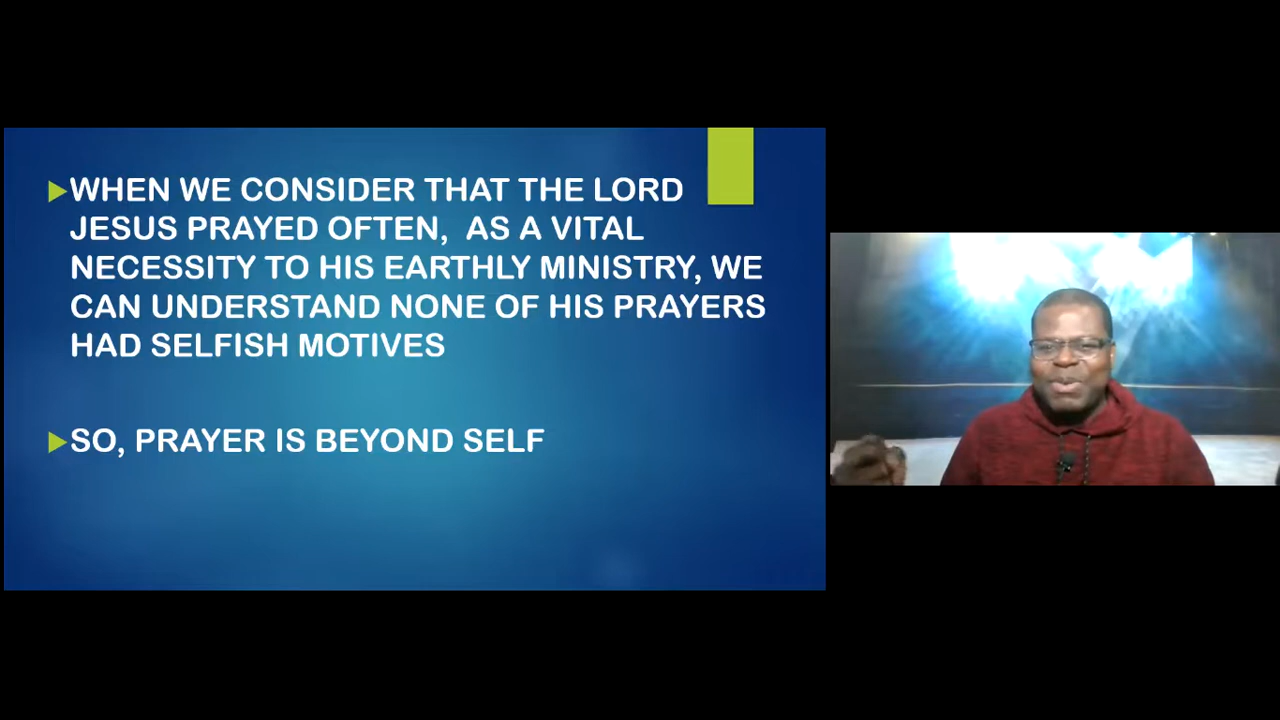 WHEN WE CONSIDER THAT THE LORD
JESUS PRAYED OFTEN,  AS A VITAL
NECESSITY TO HIS EARTHLY MINISTRY, WE
CAN UNDERSTAND NONE OF HIS PRAYERS
HAD SELFISH MOTIVES
SO, PRAYER IS BEYOND SELF